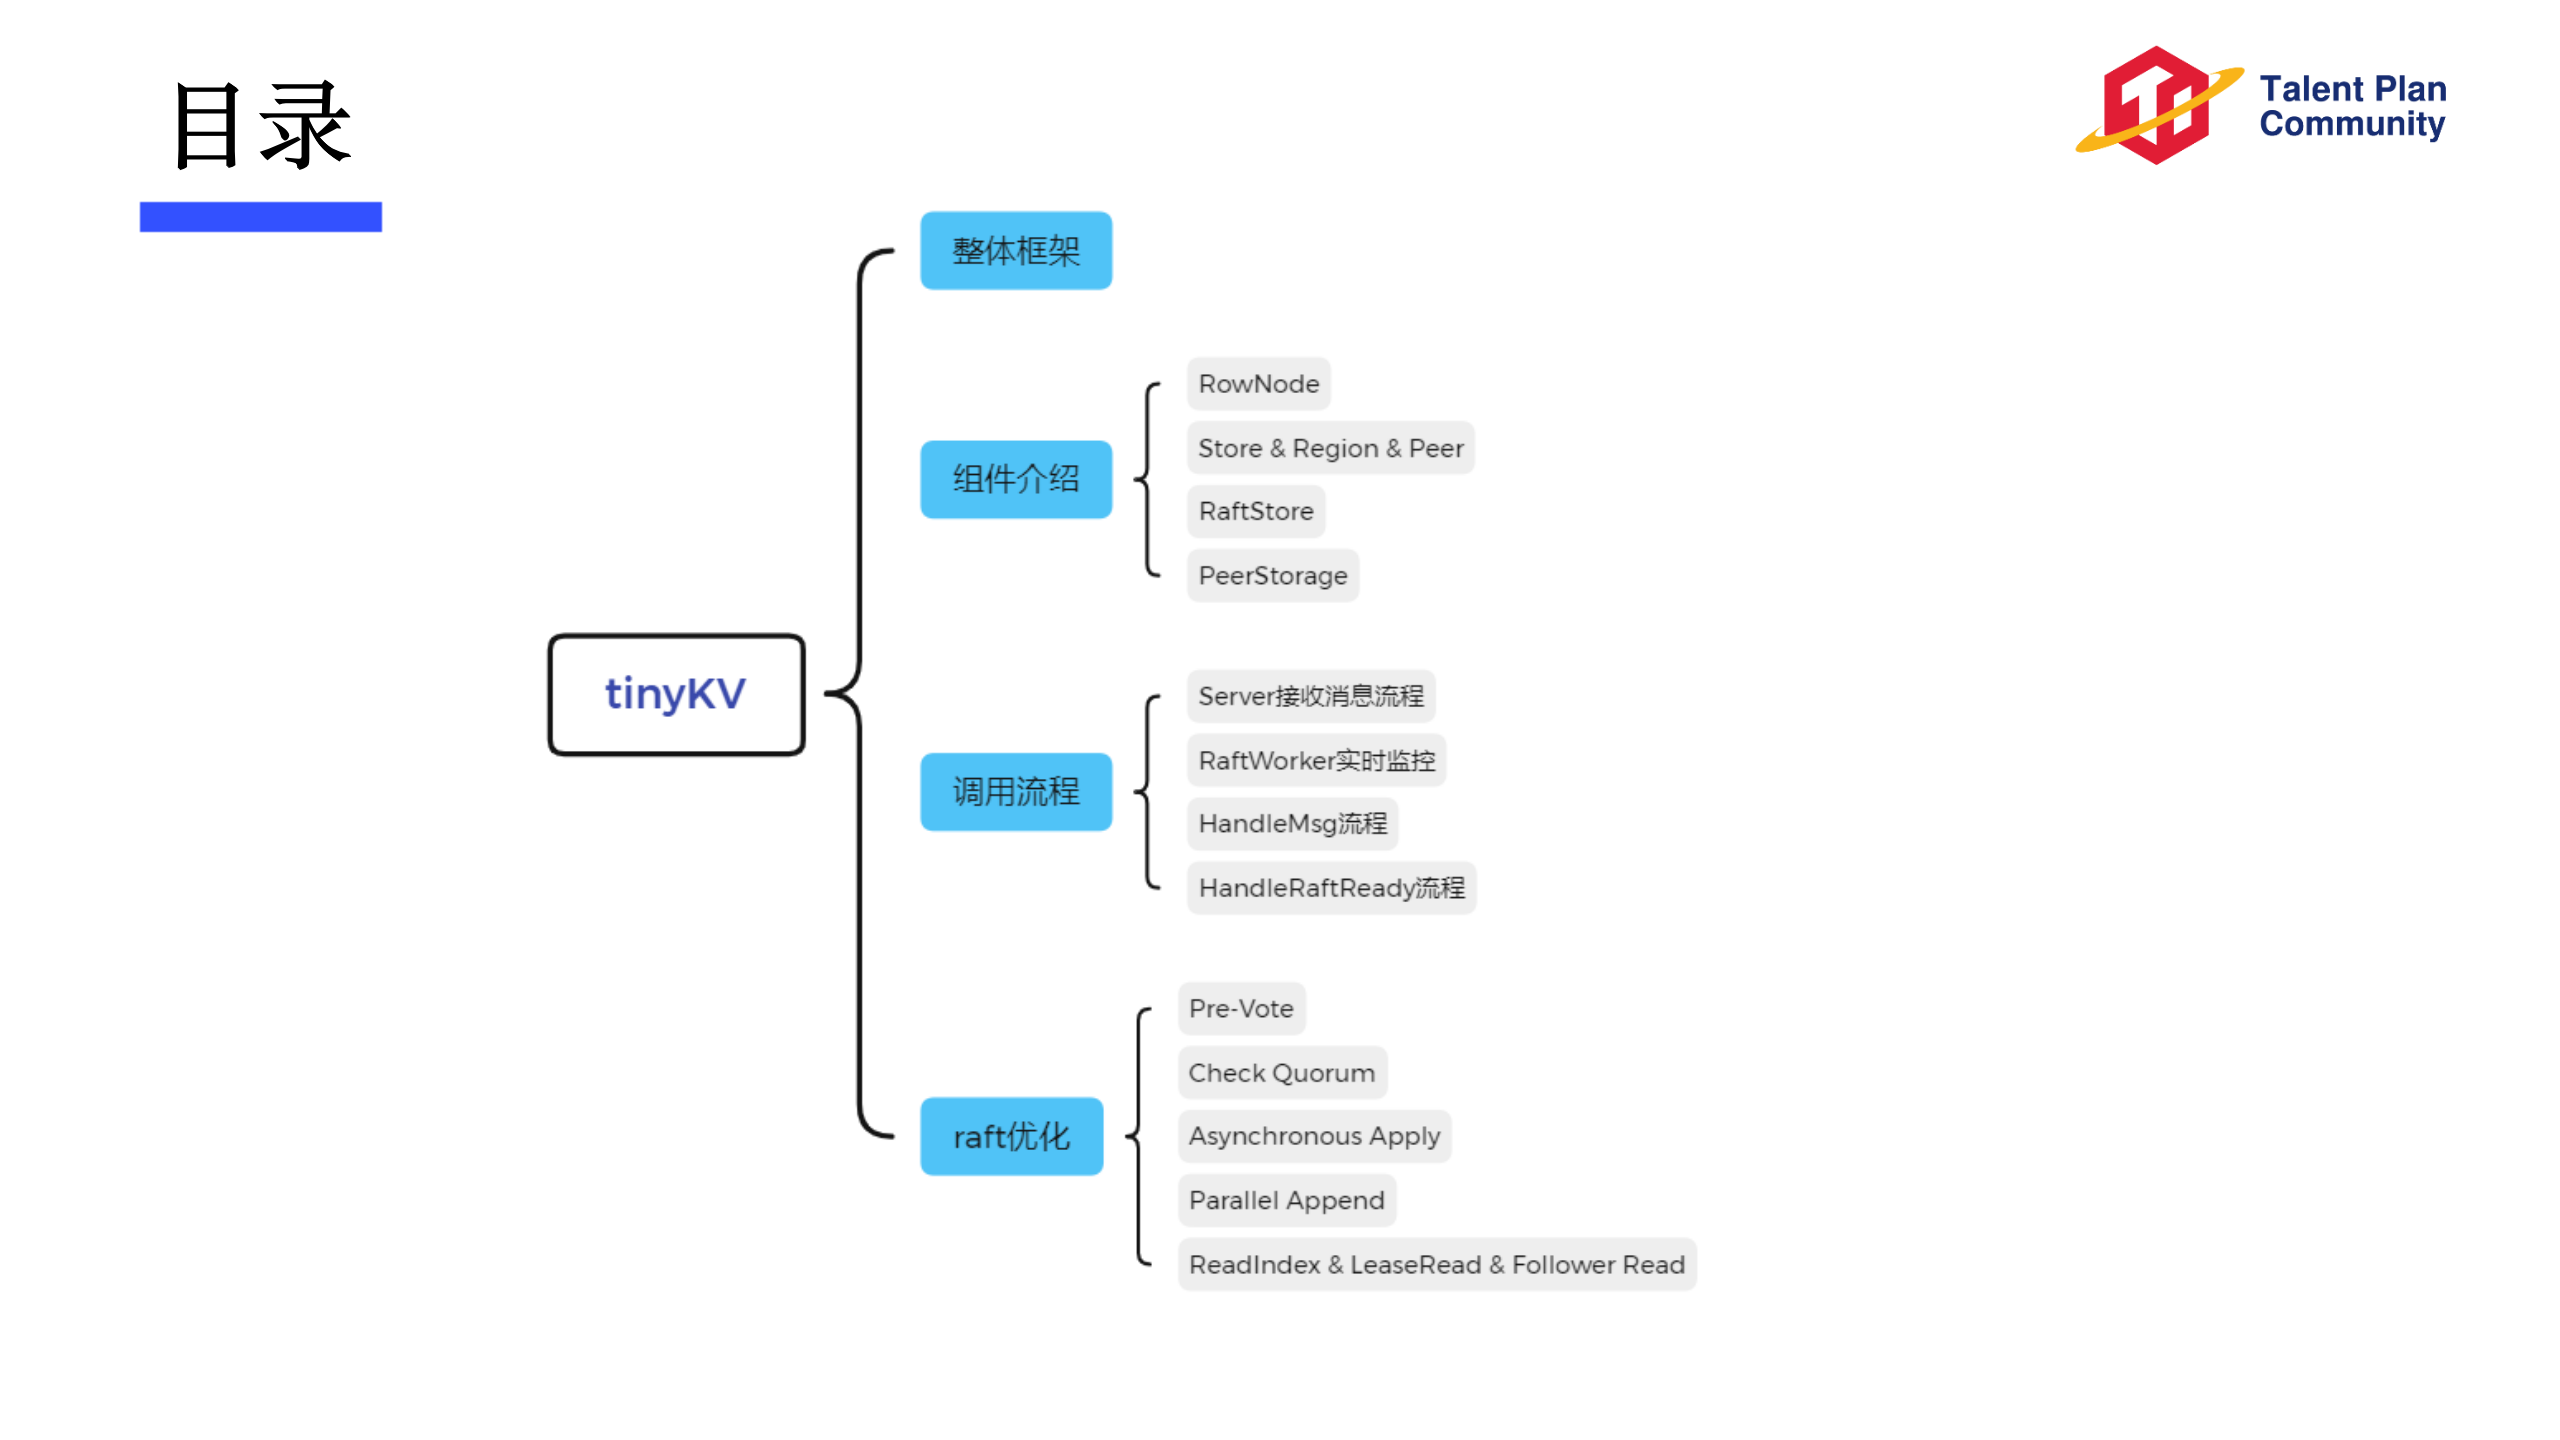 目录
Talent Plan
Community
tinyKV
整体框架
组件介绍
RowNode
Store & Region & Peer
RaftStore
PeerStorage
调用流程
Server接收消息流程
RaftWorker实时监控
HandleMsg流程
HandleRaftReady流程
raft优化
Pre-Vote
Check Quorum
Asynchronous Apply
Parallel Append
ReadIndex & LeaseRead & Follower Read